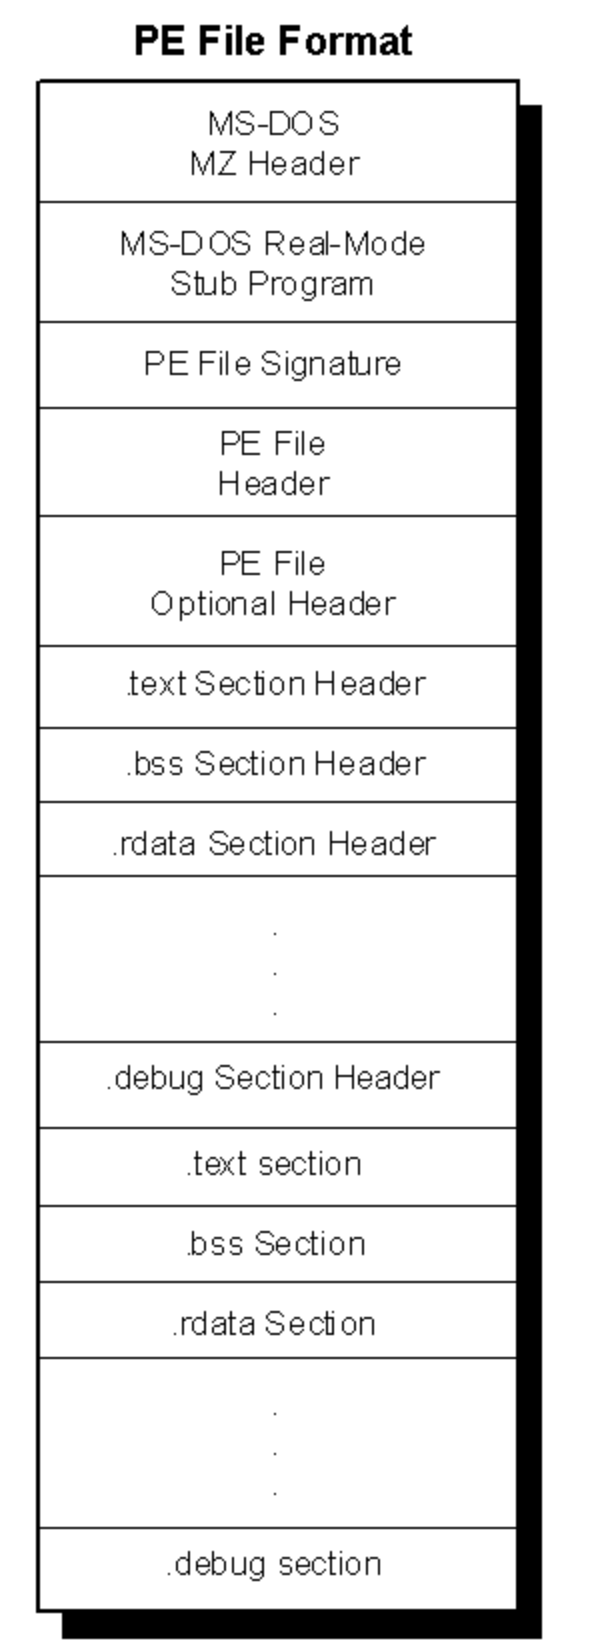 PE File Format
MS-DOS
MZ Header
MS-DOS Real-Mode
Stub Program
PE File Signature
PE File
Header
PE File
Optional Header
.text Section Header
.bss Section Header
.rdata Section Header
.
.
.
.debug Section Header
.text section
.bss Section
.rdata Section
.
.
.
.debug section